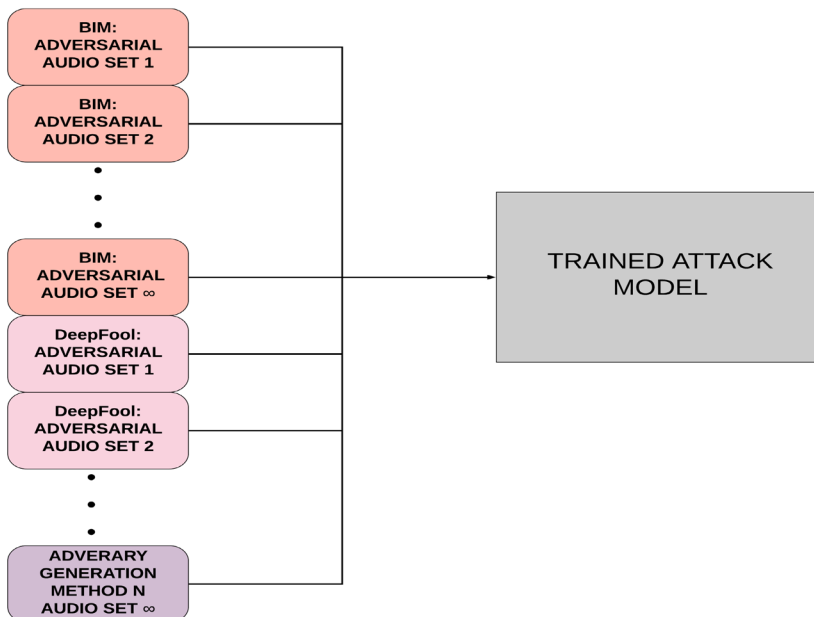 BIM:
ADVERSARIAL
AUDIO SET 1
BIM:
ADVERSARIAL
AUDIO SET 2
BIM:
ADVERSARIAL
AUDIO SET ∞
DeepFool:
ADVERSARIAL
AUDIO SET 1
DeepFool:
ADVERSARIAL
AUDIO SET 2
ADVERARY
GENERATION
METHOD N
AUDIO SET ∞
TRAINED ATTACK
MODEL